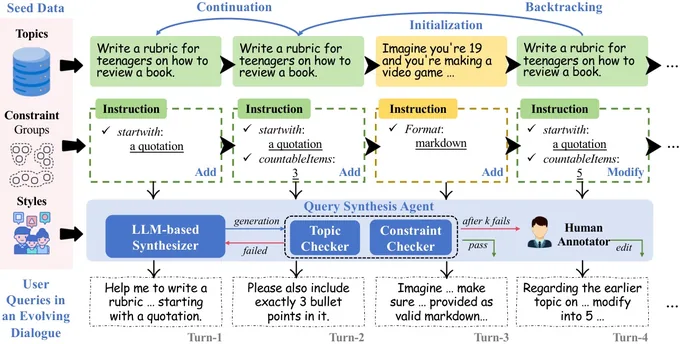 Seed Data
Continuation
Backtracking
Initialization
Topics
Write a rubric for
teenagers on how to
review a book.
Write a rubric for
teenagers on how to
review a book.
Imagine you're 19
and you're making a
video game ...
Write a rubric for
teenagers on how to
review a book.
...
Constraint
Groups
Instruction
✓ startwith:
a quotation
Add
Instruction
✓ startwith:
a quotation
✓ countableItems:
3
Add
Instruction
✓ Format:
markdown
Add
Instruction
✓ startwith:
a quotation
✓ countableItems:
5
Modify
...
Styles
Query Synthesis Agent
LLM-based
Synthesizer
generation
failed
Topic
Checker
Constraint
Checker
after k fails
pass
Human
Annotator
edit
User
Queries in
an Evolving
Dialogue
Help me to write a
rubric ... starting
with a quotation.
Turn-1
Please also include
exactly 3 bullet
points in it.
Turn-2
Imagine ... make
sure ... provided as
valid markdown...
Turn-3
Regarding the earlier
topic on ... modify
into 5 ...
Turn-4
...